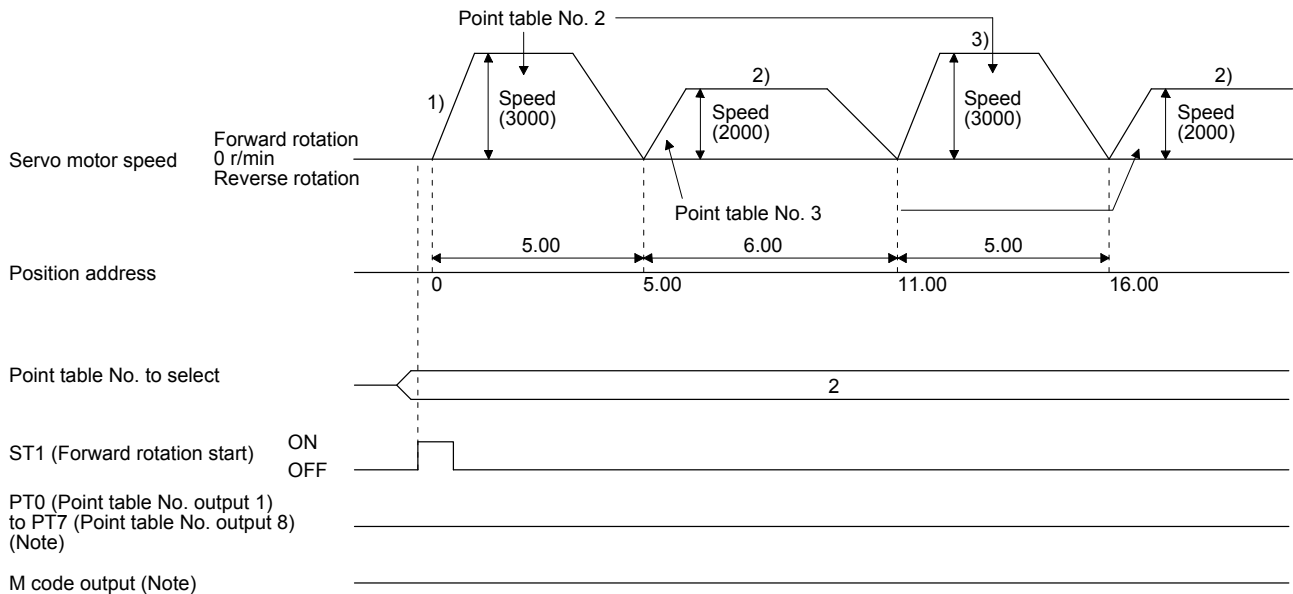 Point table No. 2
1)
Speed
(3000)
2)
Speed
(2000)
3)
Speed
(3000)
2)
Speed
(2000)
Servo motor speed
Forward rotation
0 r/min
Reverse rotation
Point table No. 3
5.00
6.00
5.00
Position address
0
5.00
11.00
16.00
Point table No. to select
2
ST1 (Forward rotation start)
ON
OFF
PT0 (Point table No. output 1)
to PT7 (Point table No. output 8)
(Note)
M code output (Note)